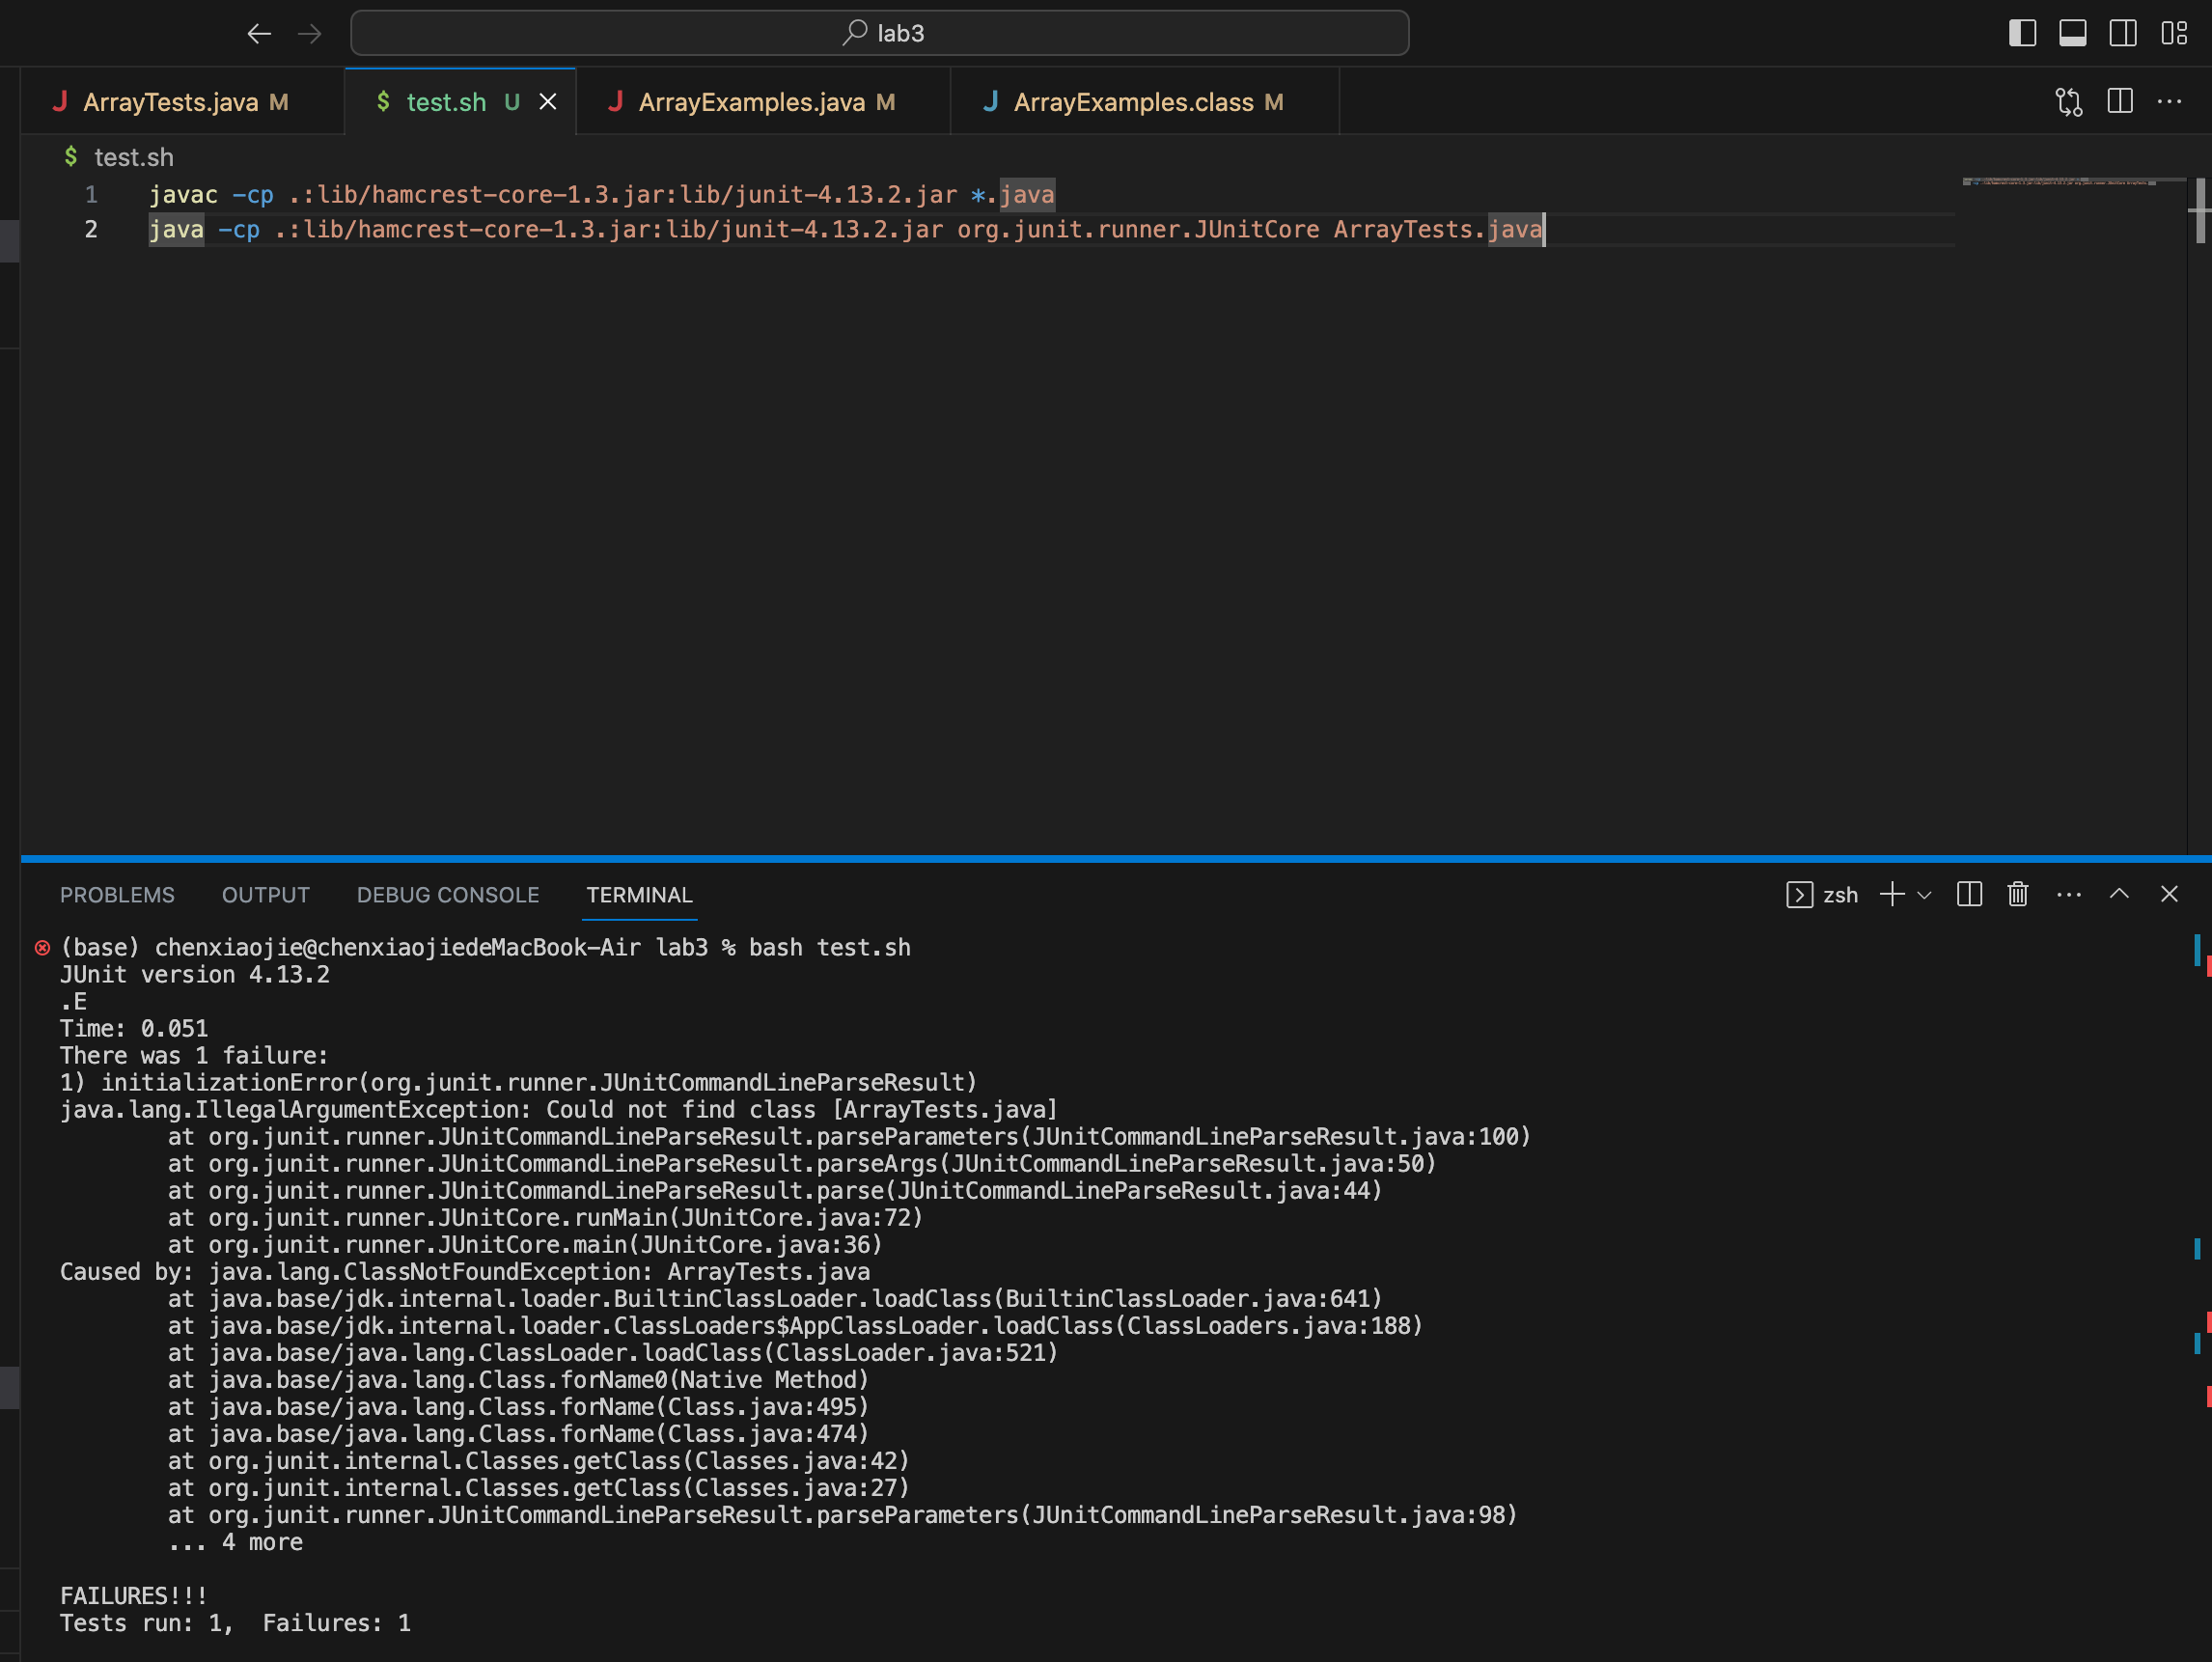 lab3
ArrayTests.java M
$ test.sh U
ArrayExamples.java M
ArrayExamples.class M
$ test.sh
1 javac -cp .:lib/hamcrest-core-1.3.jar:lib/junit-4.13.2.jar *.java
2 java -cp .:lib/hamcrest-core-1.3.jar:lib/junit-4.13.2.jar org.junit.runner.JUnitCore ArrayTests.java
PROBLEMS OUTPUT DEBUG CONSOLE TERMINAL
zsh
(base) chenxiaojie@chenxiaojiedeMacBook-Air lab3 % bash test.sh
JUnit version 4.13.2
.E
Time: 0.051
There was 1 failure:
1) initializationError(org.junit.runner.JUnitCommandLineParseResult)
java.lang.IllegalArgumentException: Could not find class [ArrayTests.java]
at org.junit.runner.JUnitCommandLineParseResult.parseParameters(JUnitCommandLineParseResult.java:100)
at org.junit.runner.JUnitCommandLineParseResult.parseArgs(JUnitCommandLineParseResult.java:50)
at org.junit.runner.JUnitCommandLineParseResult.parse(JUnitCommandLineParseResult.java:44)
at org.junit.runner.JUnitCore.runMain(JUnitCore.java:72)
at org.junit.runner.JUnitCore.main(JUnitCore.java:36)
Caused by: java.lang.ClassNotFoundException: ArrayTests.java
at java.base/jdk.internal.loader.BuiltinClassLoader.loadClass(BuiltinClassLoader.java:641)
at java.base/jdk.internal.loader.ClassLoaders$AppClassLoader.loadClass(ClassLoaders.java:188)
at java.base/java.lang.ClassLoader.loadClass(ClassLoader.java:521)
at java.base/java.lang.Class.forName0(Native Method)
at java.base/java.lang.Class.forName(Class.java:495)
at java.base/java.lang.Class.forName(Class.java:474)
at org.junit.internal.Classes.getClass(Classes.java:42)
at org.junit.internal.Classes.getClass(Classes.java:27)
at org.junit.runner.JUnitCommandLineParseResult.parseParameters(JUnitCommandLineParseResult.java:98)
... 4 more
FAILURES!!!
Tests run: 1,  Failures: 1